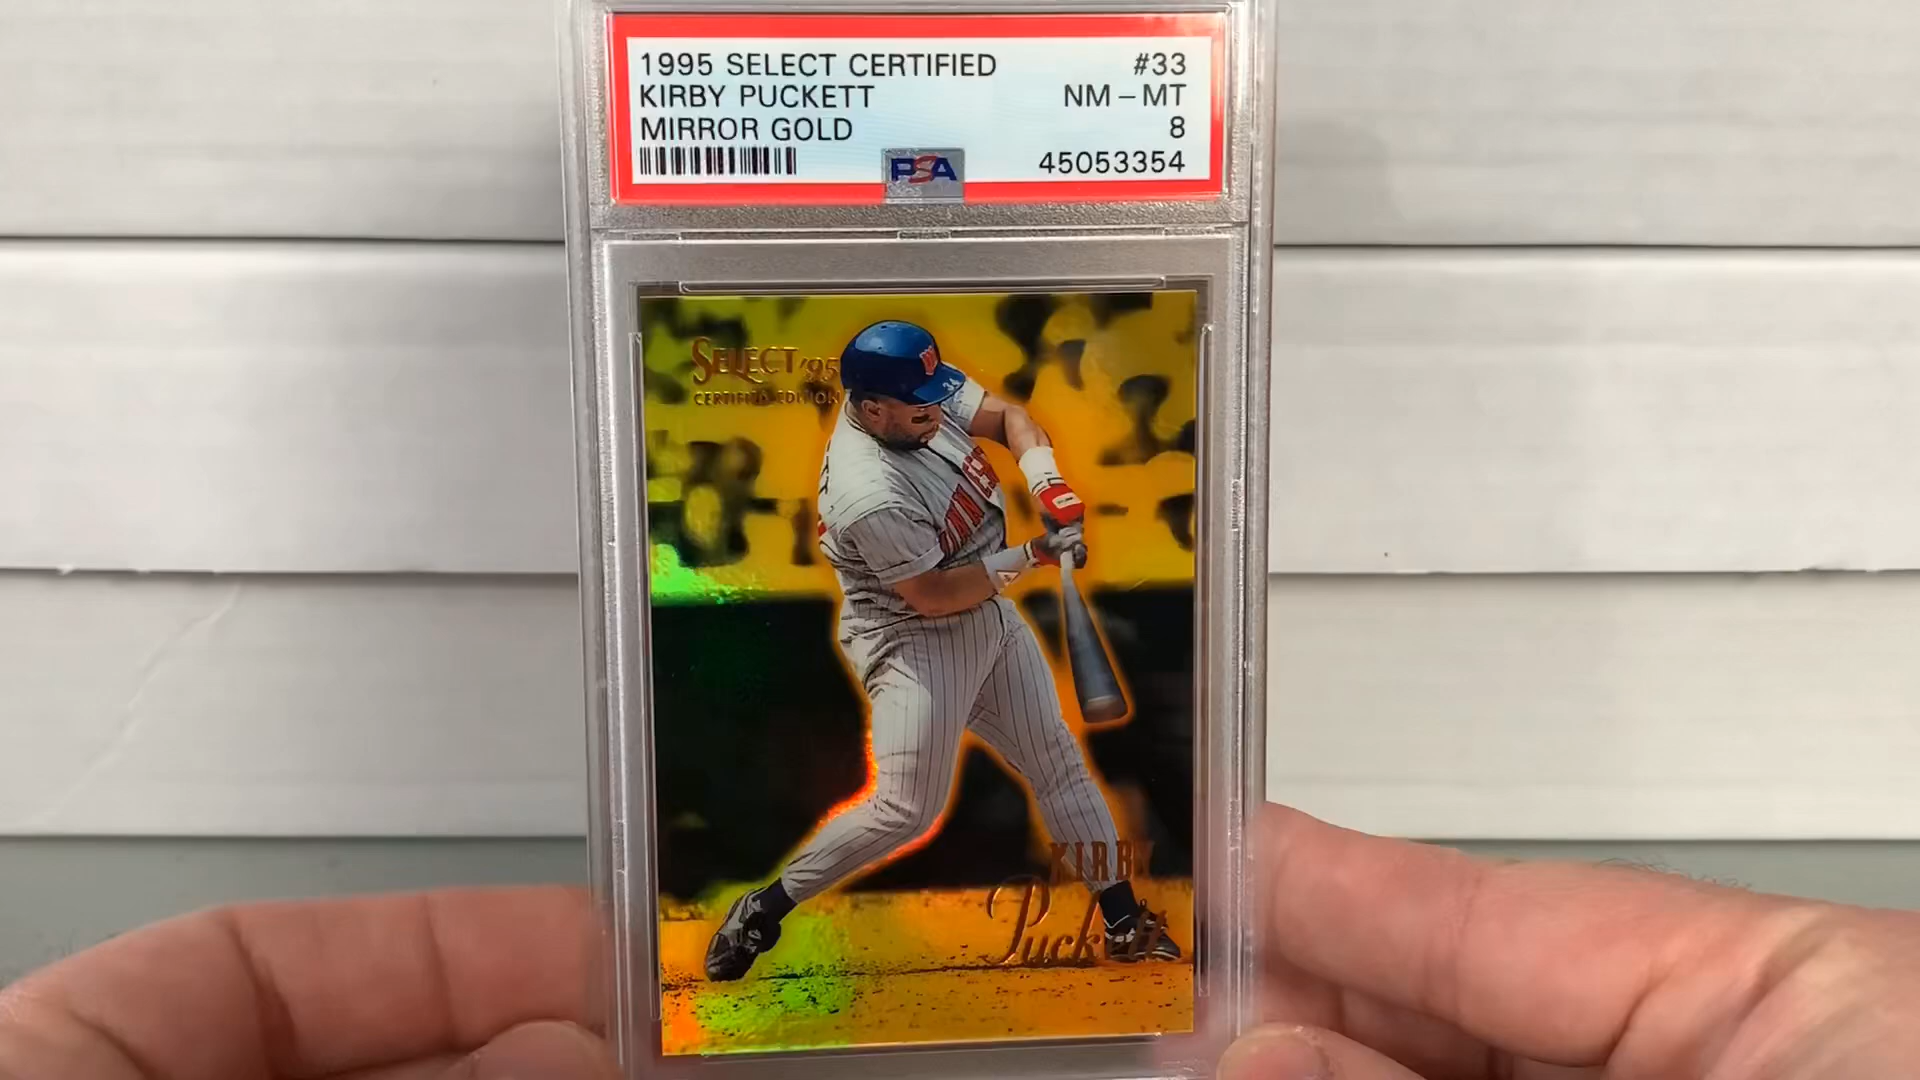 1995 SELECT CERTIFIED #33
KIRBY PUCKETT NM - MT
MIRROR GOLD 8
PSA 45053354
SELECT '95
CERTIFIED EDITION
34
KIRBY
Puckett